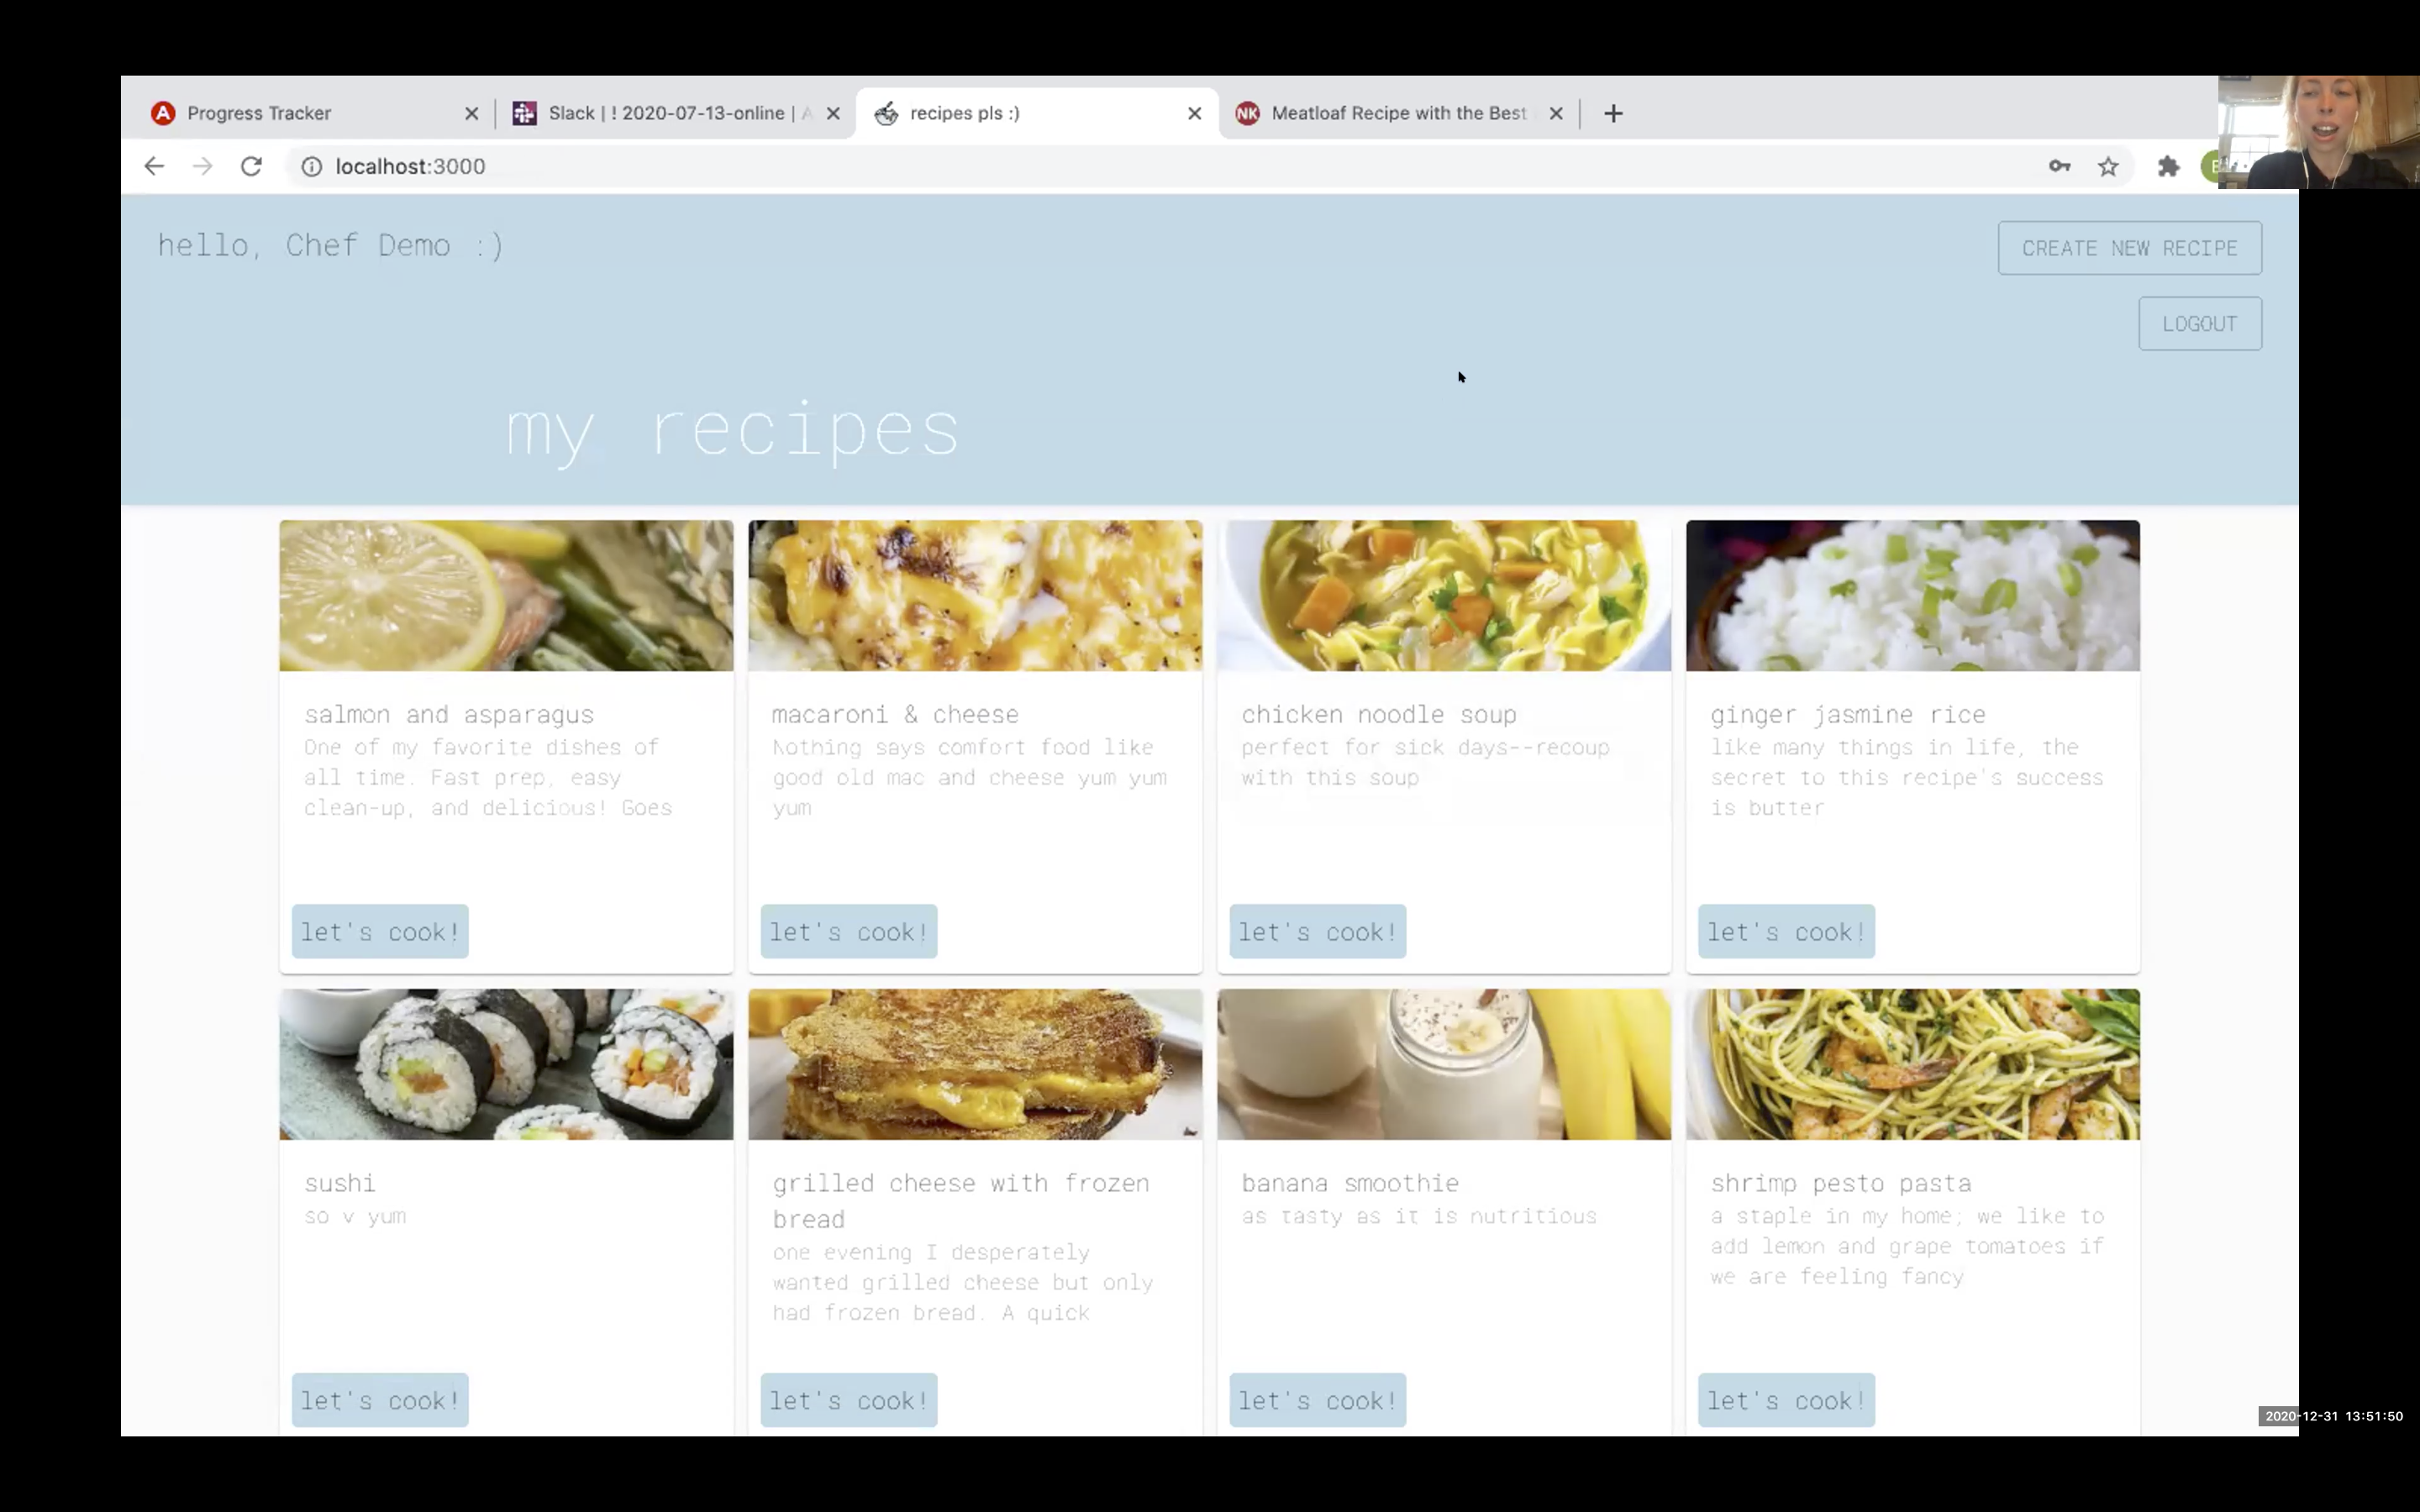 Progress Tracker
Slack | ! 2020-07-13-online | A
recipes pls :)
NK
Meatloaf Recipe with the Best
localhost:3000
hello, Chef Demo :)
CREATE NEW RECIPE
LOGOUT
my recipes
salmon and asparagus
One of my favorite dishes of
all time. Fast prep, easy
clean-up, and delicious! Goes
let's cook!
macaroni & cheese
Nothing says comfort food like
good old mac and cheese yum yum
yum
let's cook!
chicken noodle soup
perfect for sick days--recoup
with this soup
let's cook!
ginger jasmine rice
like many things in life, the
secret to this recipe's success
is butter
let's cook!
sushi
so v yum
let's cook!
grilled cheese with frozen
bread
one evening I desperately
wanted grilled cheese but only
had frozen bread. A quick
let's cook!
banana smoothie
as tasty as it is nutritious
let's cook!
shrimp pesto pasta
a staple in my home; we like to
add lemon and grape tomatoes if
we are feeling fancy
let's cook!
2020-12-31 13:51:50